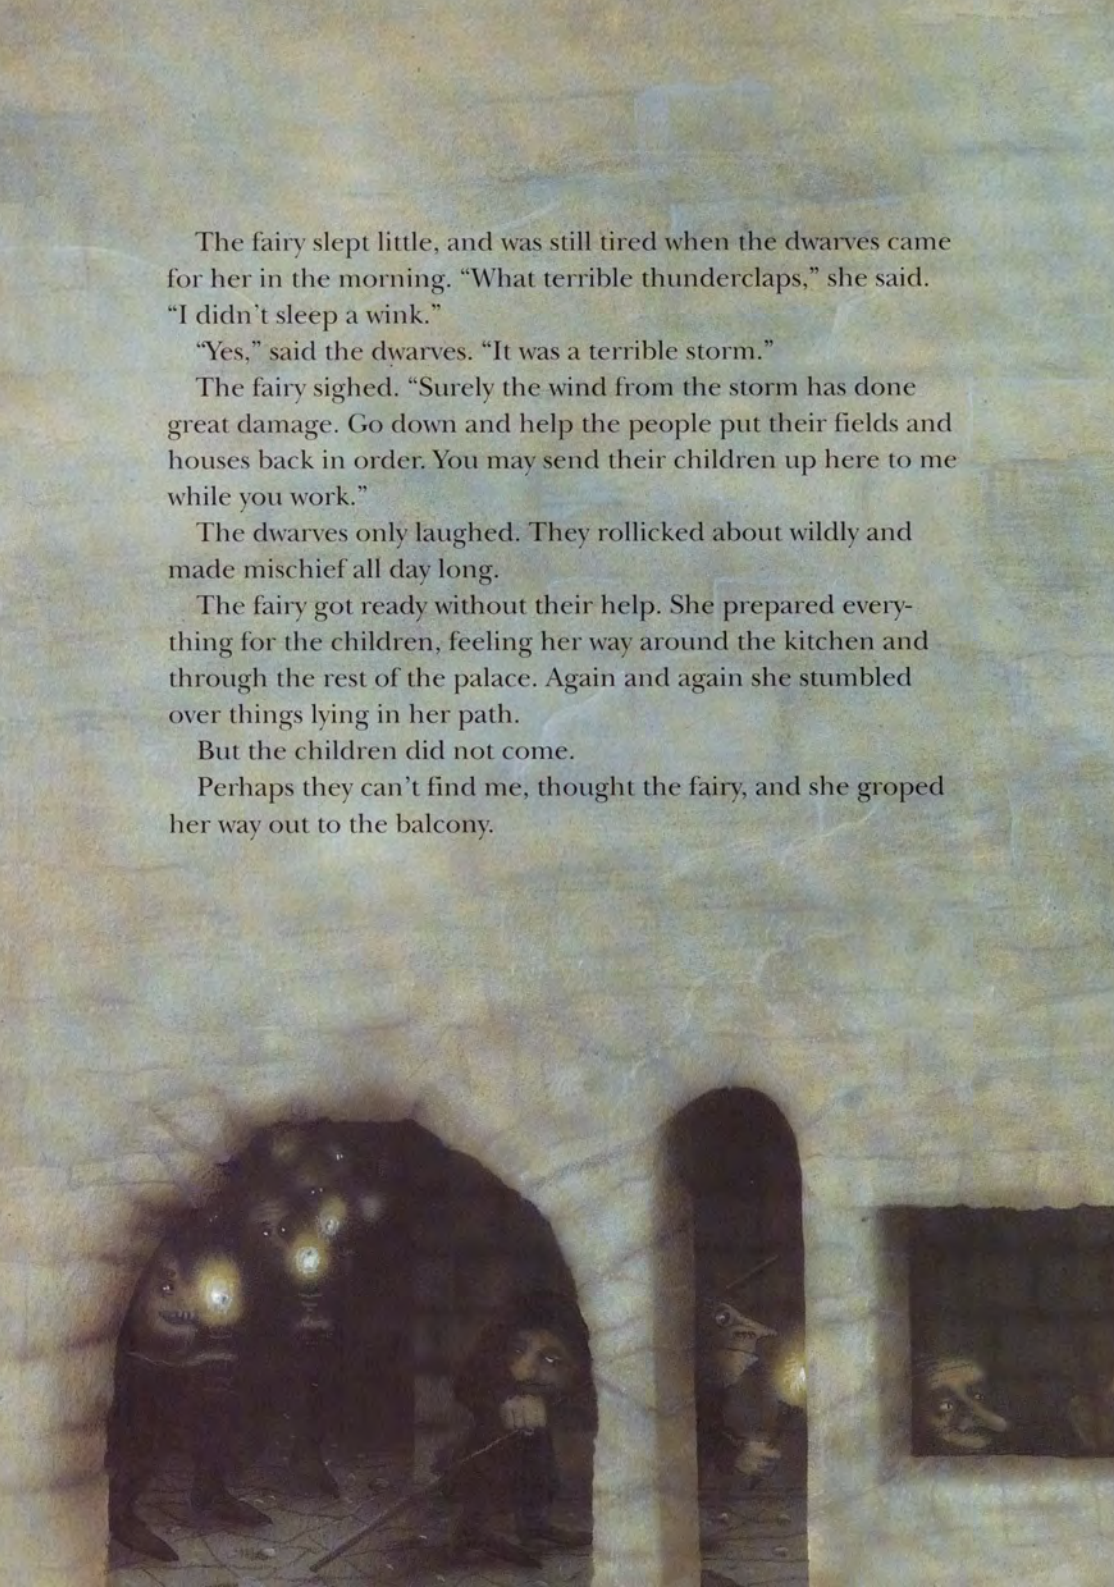 The fairy slept little, and was still tired when the dwarves came
for her in the morning. “What terrible thunderclaps,” she said.
“I didn’t sleep a wink.”
“Yes,” said the dwarves. “It was a terrible storm.”
The fairy sighed. “Surely the wind from the storm has done
great damage. Go down and help the people put their fields and
houses back in order. You may send their children up here to me
while you work.”
The dwarves only laughed. They rollicked about wildly and
made mischief all day long.
The fairy got ready without their help. She prepared every-
thing for the children, feeling her way around the kitchen and
through the rest of the palace. Again and again she stumbled
over things lying in her path.
But the children did not come.
Perhaps they can’t find me, thought the fairy, and she groped
her way out to the balcony.